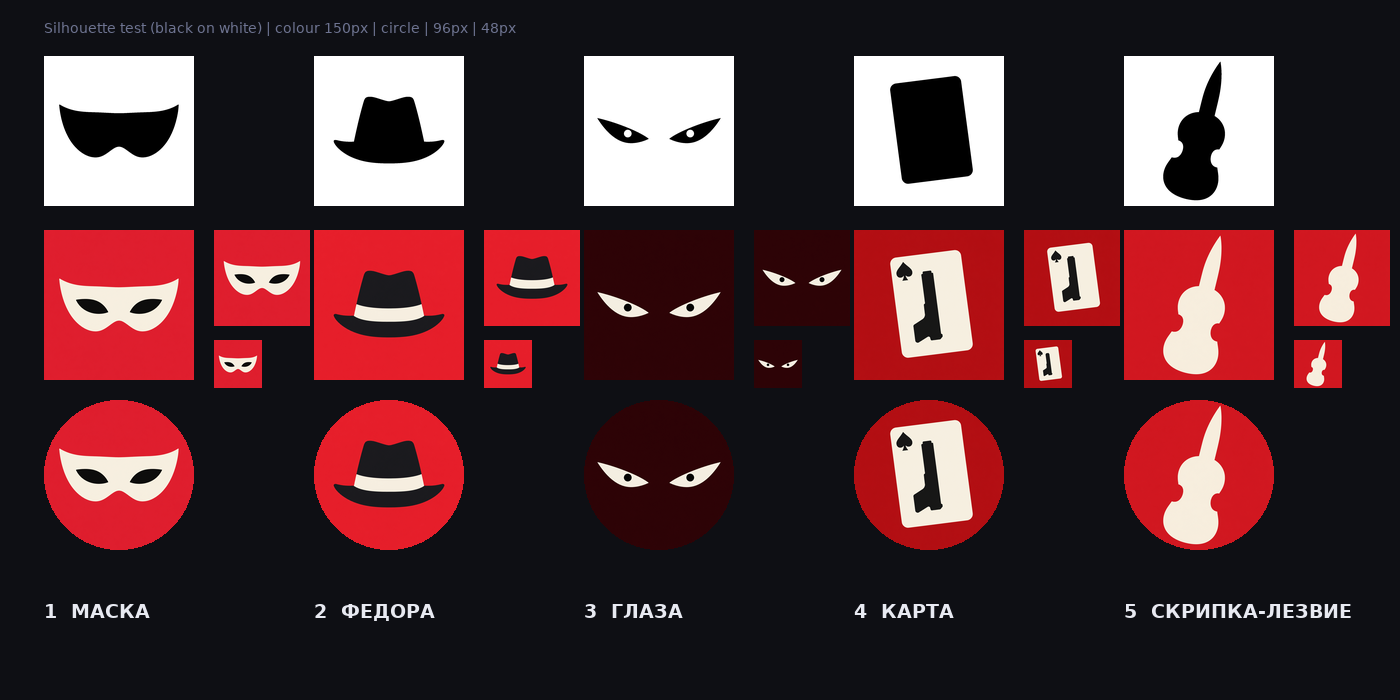 Silhouette test (black on white) | colour 150px | circle | 96px | 48px
1 МАСКА
2 ФЕДОРА
3 ГЛАЗА
4 КАРТА
5 СКРИПКА-ЛЕЗВИЕ